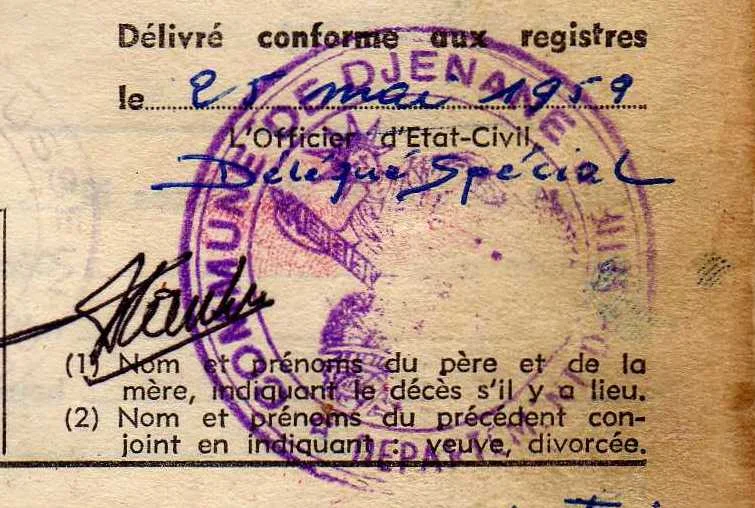 Délivré conforme aux registres
le 25 mai 1959
L'Officier d'Etat-Civil,
Délégué Spécial
COMMUNE DE DJENANE
(1) Nom et prénoms du père et de la
mère, indiquant le décès s'il y a lieu.
(2) Nom et prénoms du précédent con-
joint en indiquant : veuve, divorcée.